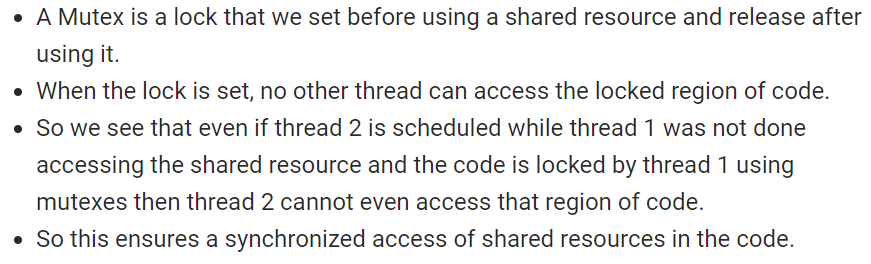 • A Mutex is a lock that we set before using a shared resource and release after
using it.
• When the lock is set, no other thread can access the locked region of code.
• So we see that even if thread 2 is scheduled while thread 1 was not done
accessing the shared resource and the code is locked by thread 1 using
mutexes then thread 2 cannot even access that region of code.
• So this ensures a synchronized access of shared resources in the code.